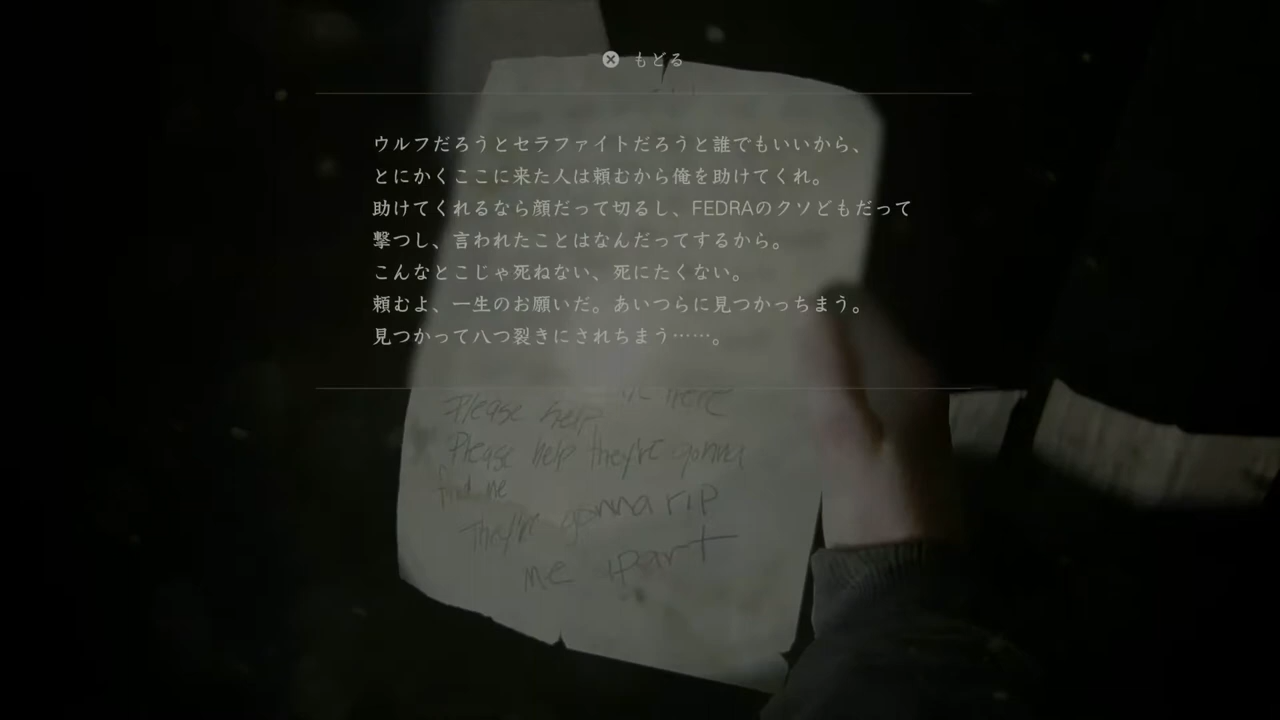 もどる
ウルフだろうとセラファイトだろうと誰でもいいから、
とにかくここに来た人は頼むから俺を助けてくれ。
助けてくれるなら顔だって切るし、FEDRAのクソどもだって
撃つし、言われたことはなんだってするから。
こんなとこじゃ死ねない、死にたくない。
頼むよ、一生のお願いだ。あいつらに見つかっちまう。
見つかって八つ裂きにされちまう……。
Please help
Please help they're gonna
find me
They're gonna rip
me apart